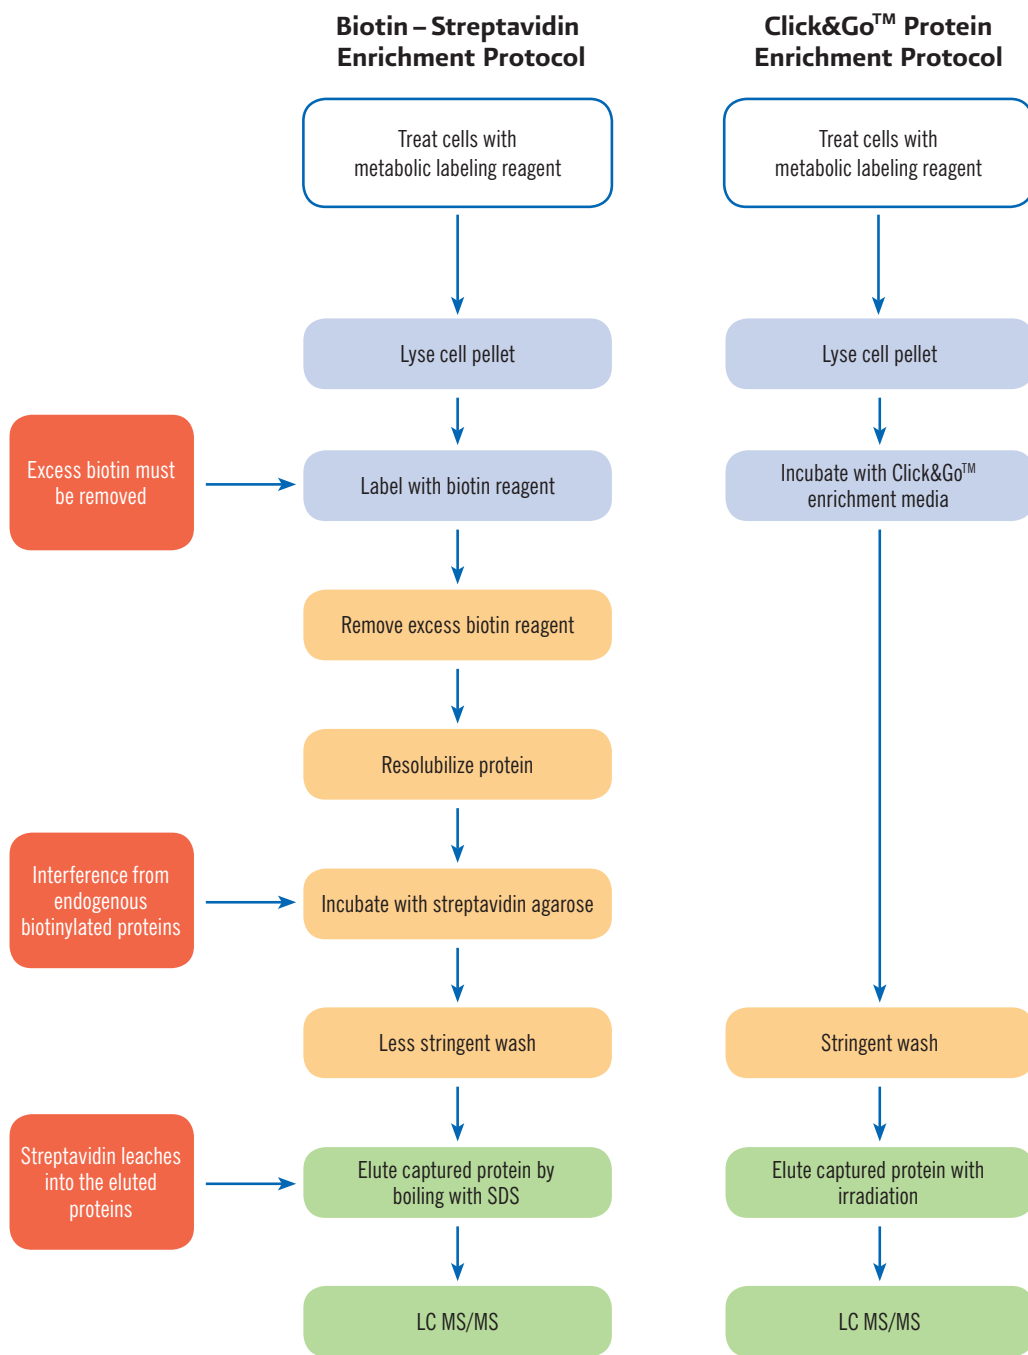 Biotin – Streptavidin
Enrichment Protocol
Click&Go™ Protein
Enrichment Protocol
Treat cells with
metabolic labeling reagent
Treat cells with
metabolic labeling reagent
Lyse cell pellet
Lyse cell pellet
Excess biotin must
be removed
Label with biotin reagent
Incubate with Click&Go™
enrichment media
Remove excess biotin reagent
Resolubilize protein
Interference from
endogenous
biotinylated proteins
Incubate with streptavidin agarose
Less stringent wash
Stringent wash
Streptavidin leaches
into the eluted
proteins
Elute captured protein by
boiling with SDS
Elute captured protein with
irradiation
LC MS/MS
LC MS/MS